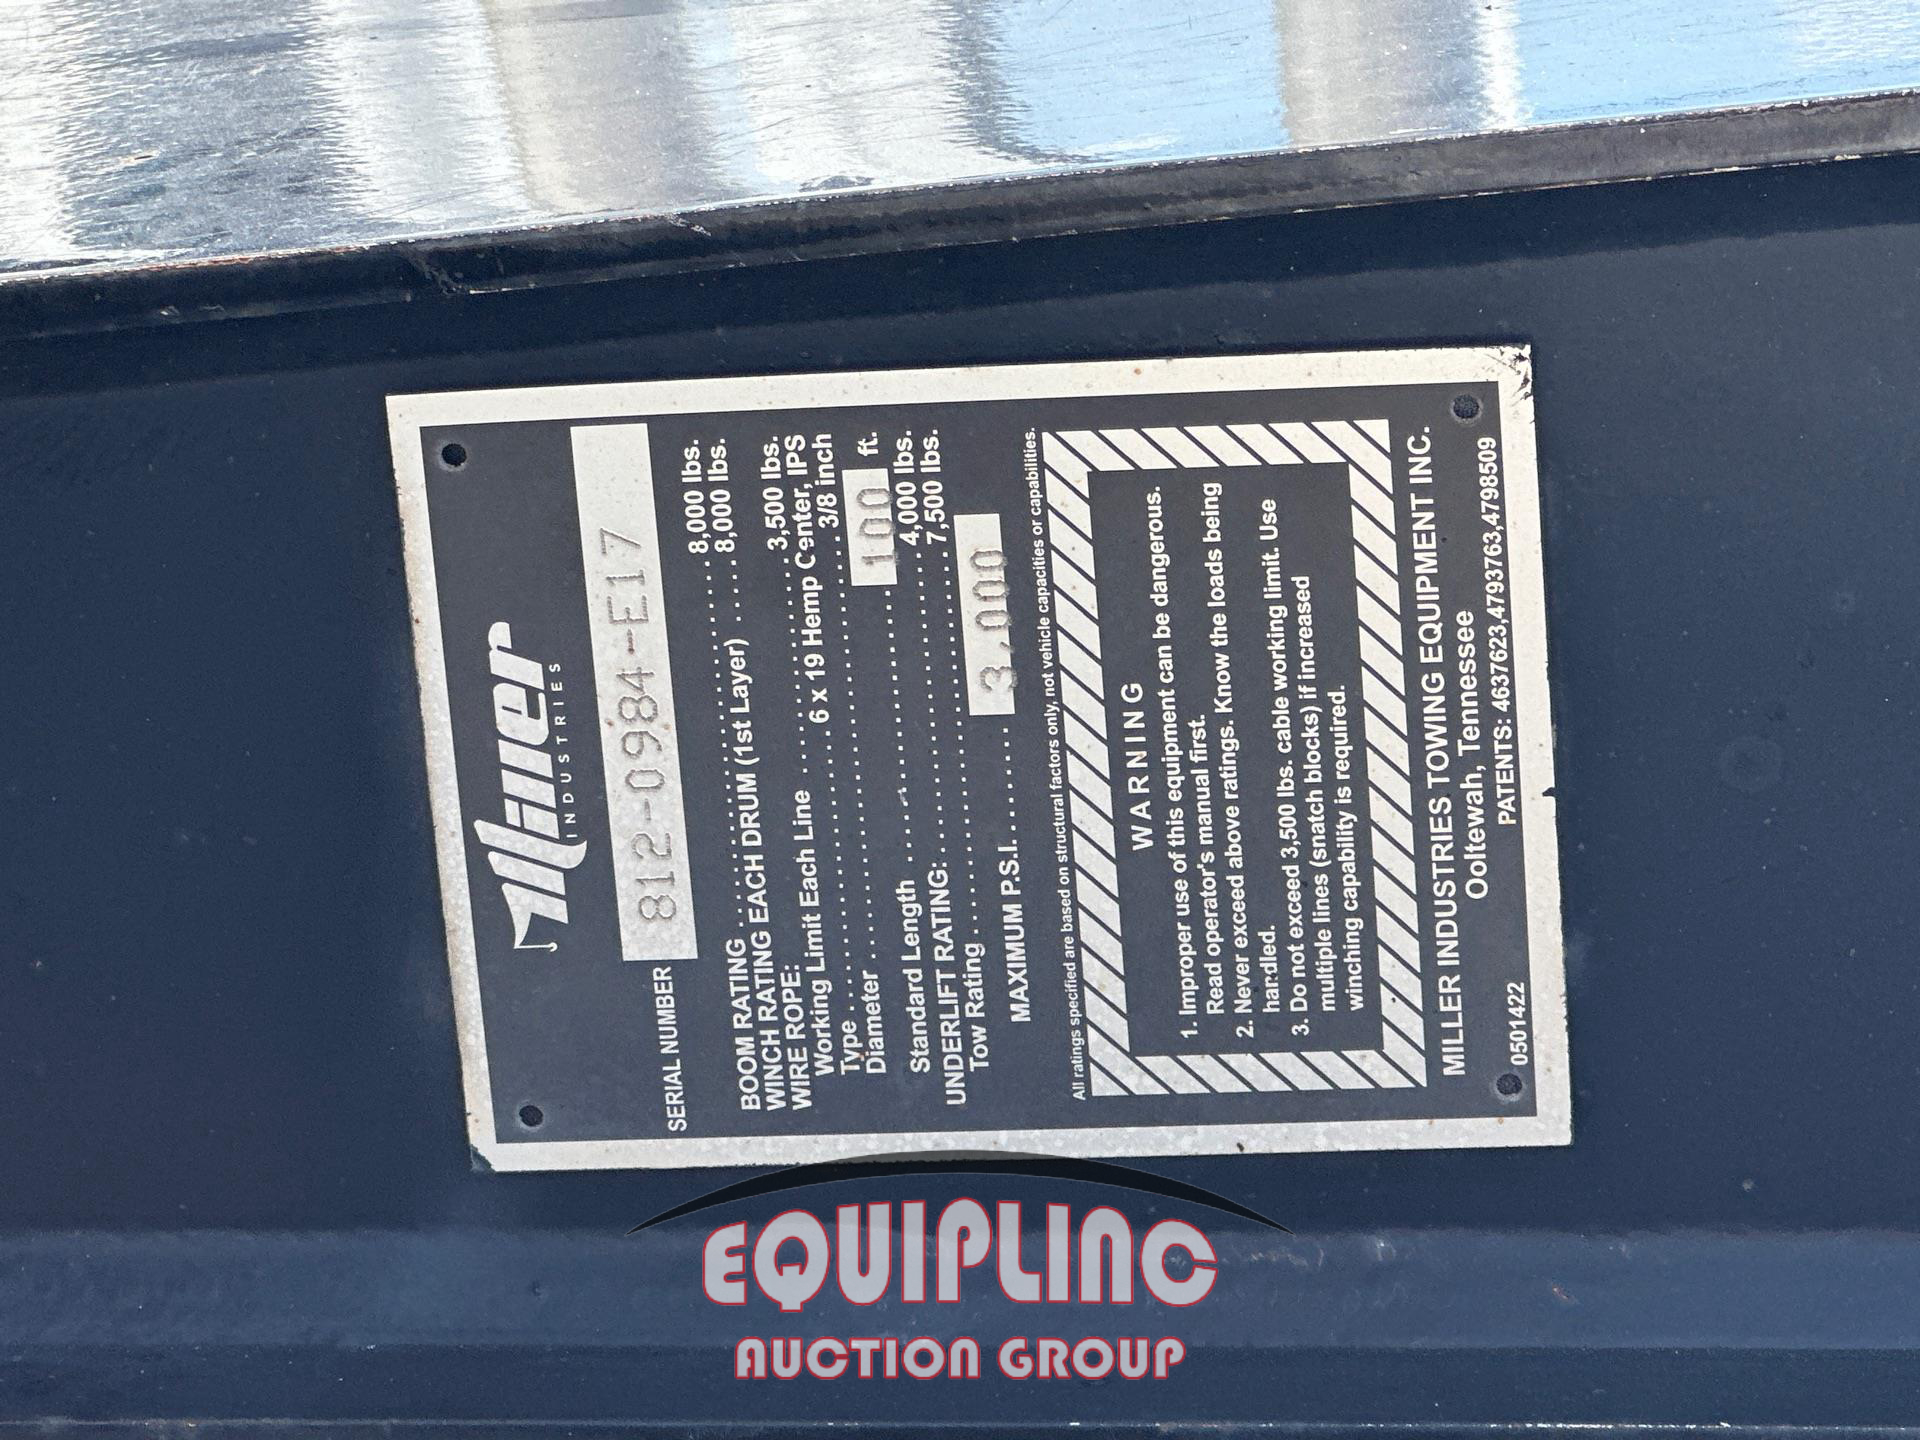 Miller
INDUSTRIES
SERIAL NUMBER 812-0984-E17
BOOM RATING .................................. 8,000 lbs.
WINCH RATING EACH DRUM (1st Layer) ..... 8,000 lbs.
WIRE ROPE:
Working Limit Each Line ........................ 3,500 lbs.
Type ................................ 6 x 19 Hemp Center, IPS
Diameter ........................................ 3/8 inch
Standard Length ............................ 100 ft.
UNDERLIFT RATING: ............................ 4,000 lbs.
Tow Rating ........................................ 7,500 lbs.
MAXIMUM P.S.I. ............ 3,000
All ratings specified are based on structural factors only, not vehicle capacities or capabilities.
WARNING
1. Improper use of this equipment can be dangerous.
Read operator's manual first.
2. Never exceed above ratings. Know the loads being
handled.
3. Do not exceed 3,500 lbs. cable working limit. Use
multiple lines (snatch blocks) if increased
winching capability is required.
MILLER INDUSTRIES TOWING EQUIPMENT INC.
Ooltewah, Tennessee
0501422 PATENTS: 4637623,4793763,4798509
EQUIPLINC
AUCTION GROUP